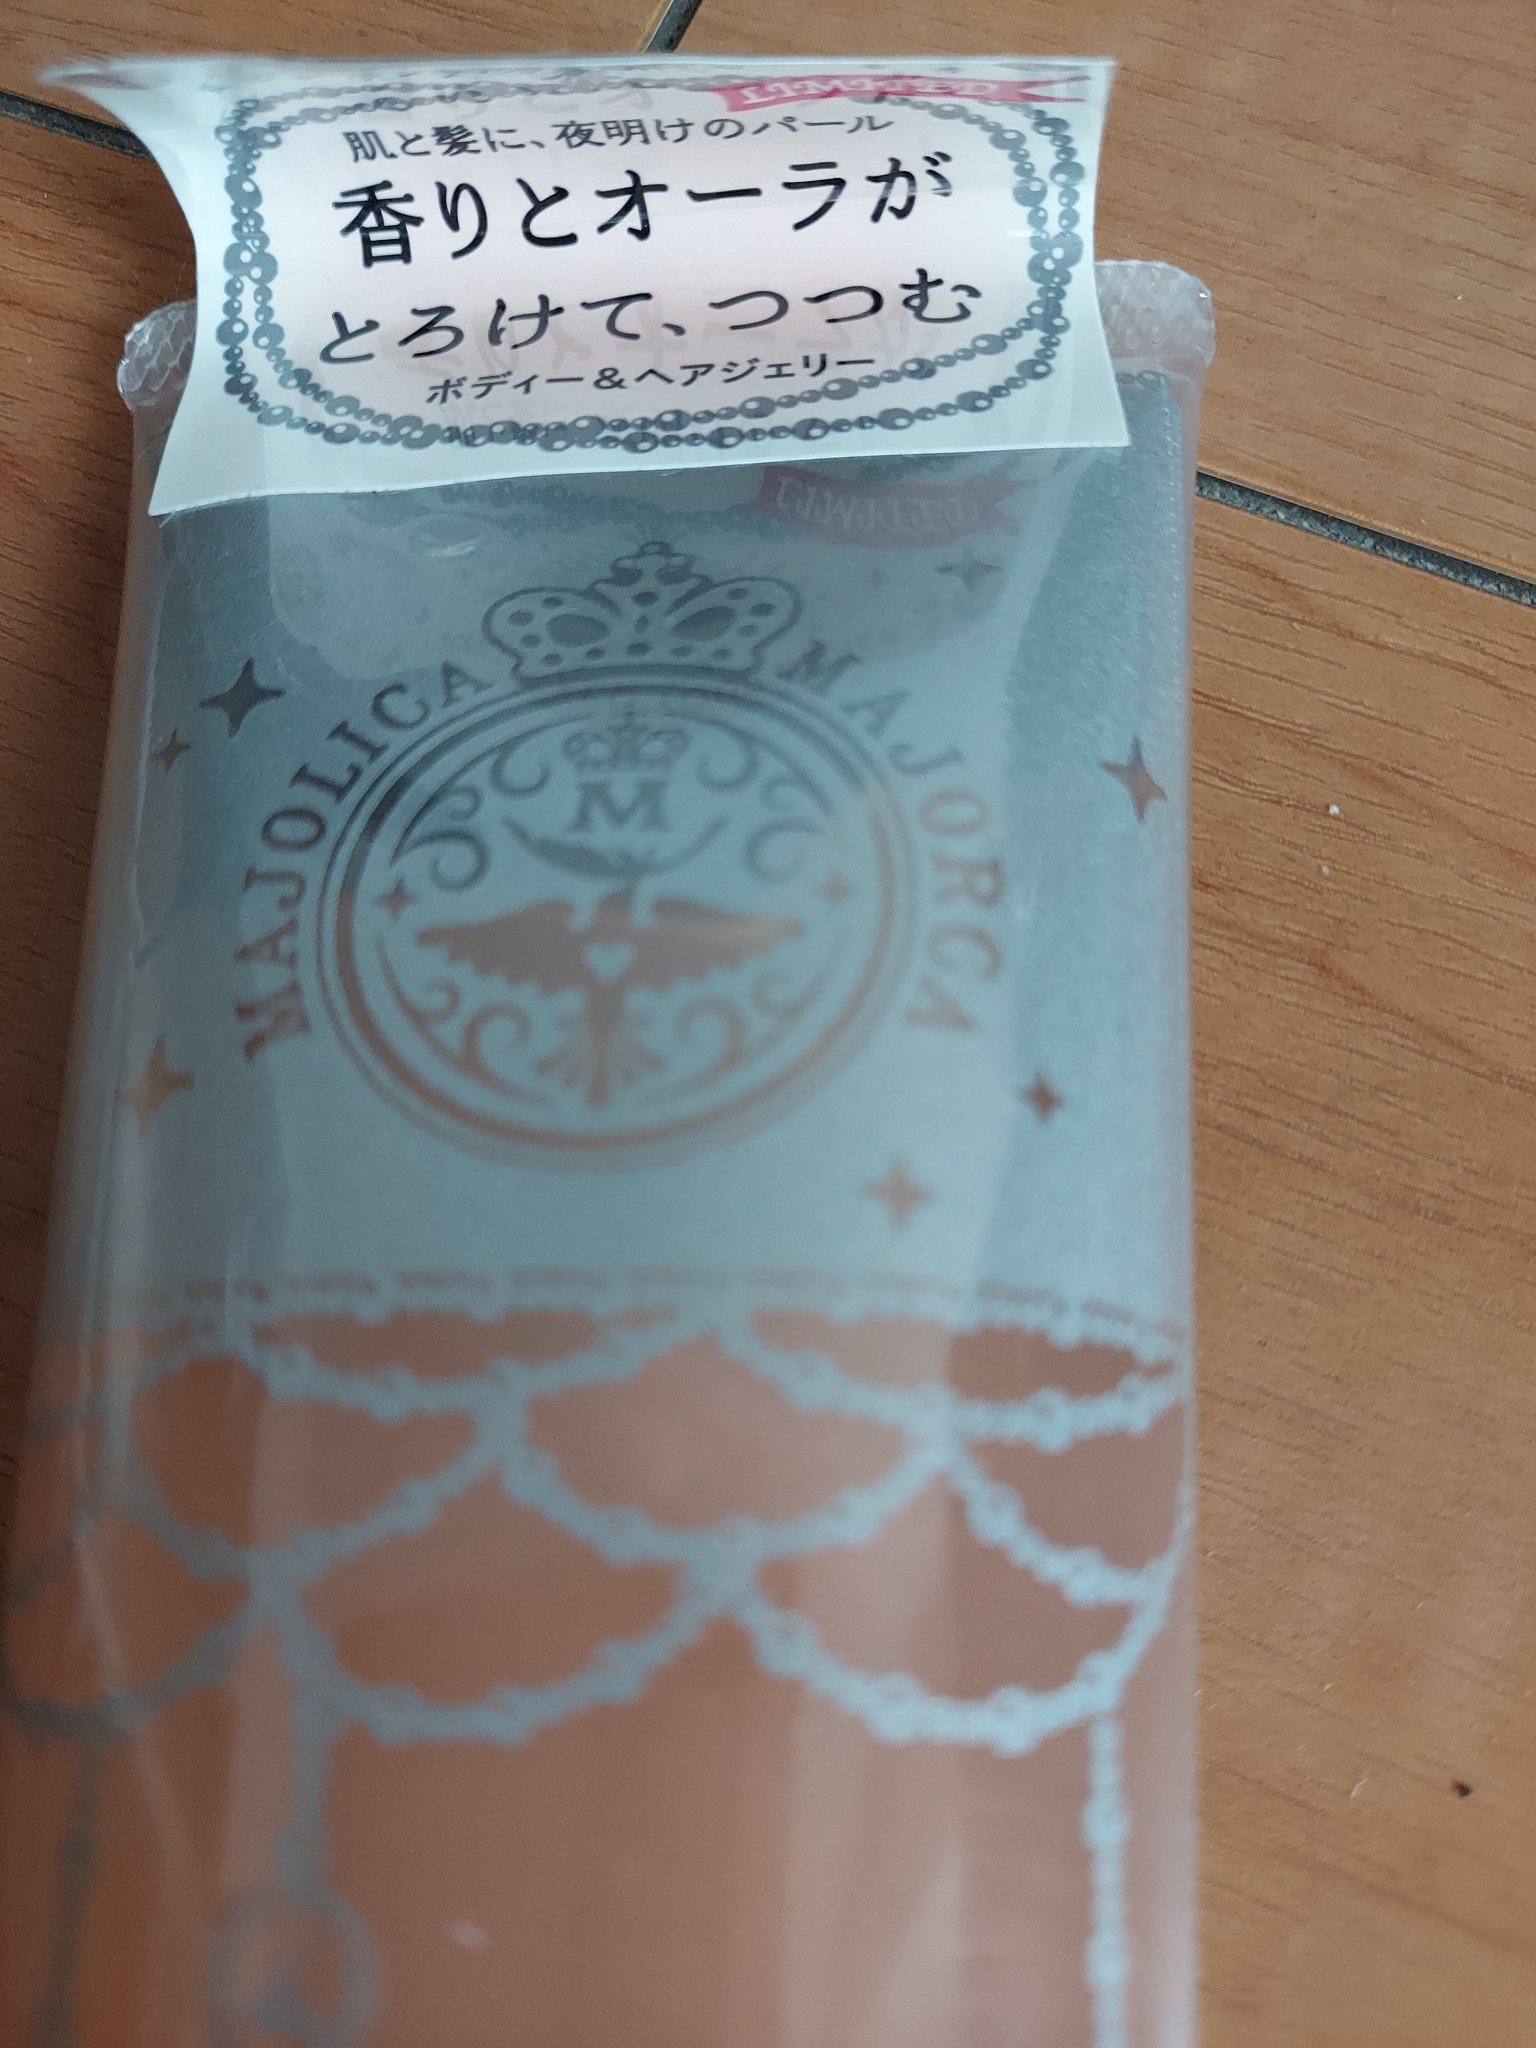 LIMITED
肌と髪に、夜明けのパール
香りとオーラが
とろけて、つつむ
ボディー&ヘアジェリー
LIMITED
MAJOLICA MAJORCA
M